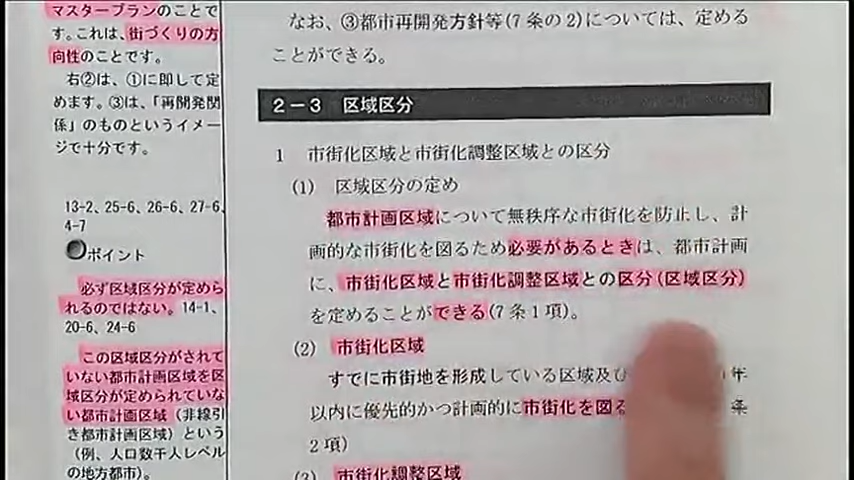 マスタープランのことで
す。これは、街づくりの方
向性のことです。
右②は、①に即して定
めます。③は、「再開発関
係」のものというイメー
ジで十分です。
13-2、25-6、26-6、27-6、
4-7
ポイント
必ず区域区分が定めら
れるのではない。14-1、
20-6、24-6
この区域区分がされて
いない都市計画区域を区
域区分が定められていな
い都市計画区域（非線引
き都市計画区域）という
（例、人口数千人レベル
の地方都市）。
なお、③都市再開発方針等（7条の2）については、定める
ことができる。
2－3 区域区分
1 市街化区域と市街化調整区域との区分
(1) 区域区分の定め
都市計画区域について無秩序な市街化を防止し、計
画的な市街化を図るため必要があるときは、都市計画
に、市街化区域と市街化調整区域との区分（区域区分）
を定めることができる（7条1項）。
(2) 市街化区域
すでに市街地を形成している区域及び 年
以内に優先的かつ計画的に市街化を図る 条
2項）
(3) 市街化調整区域